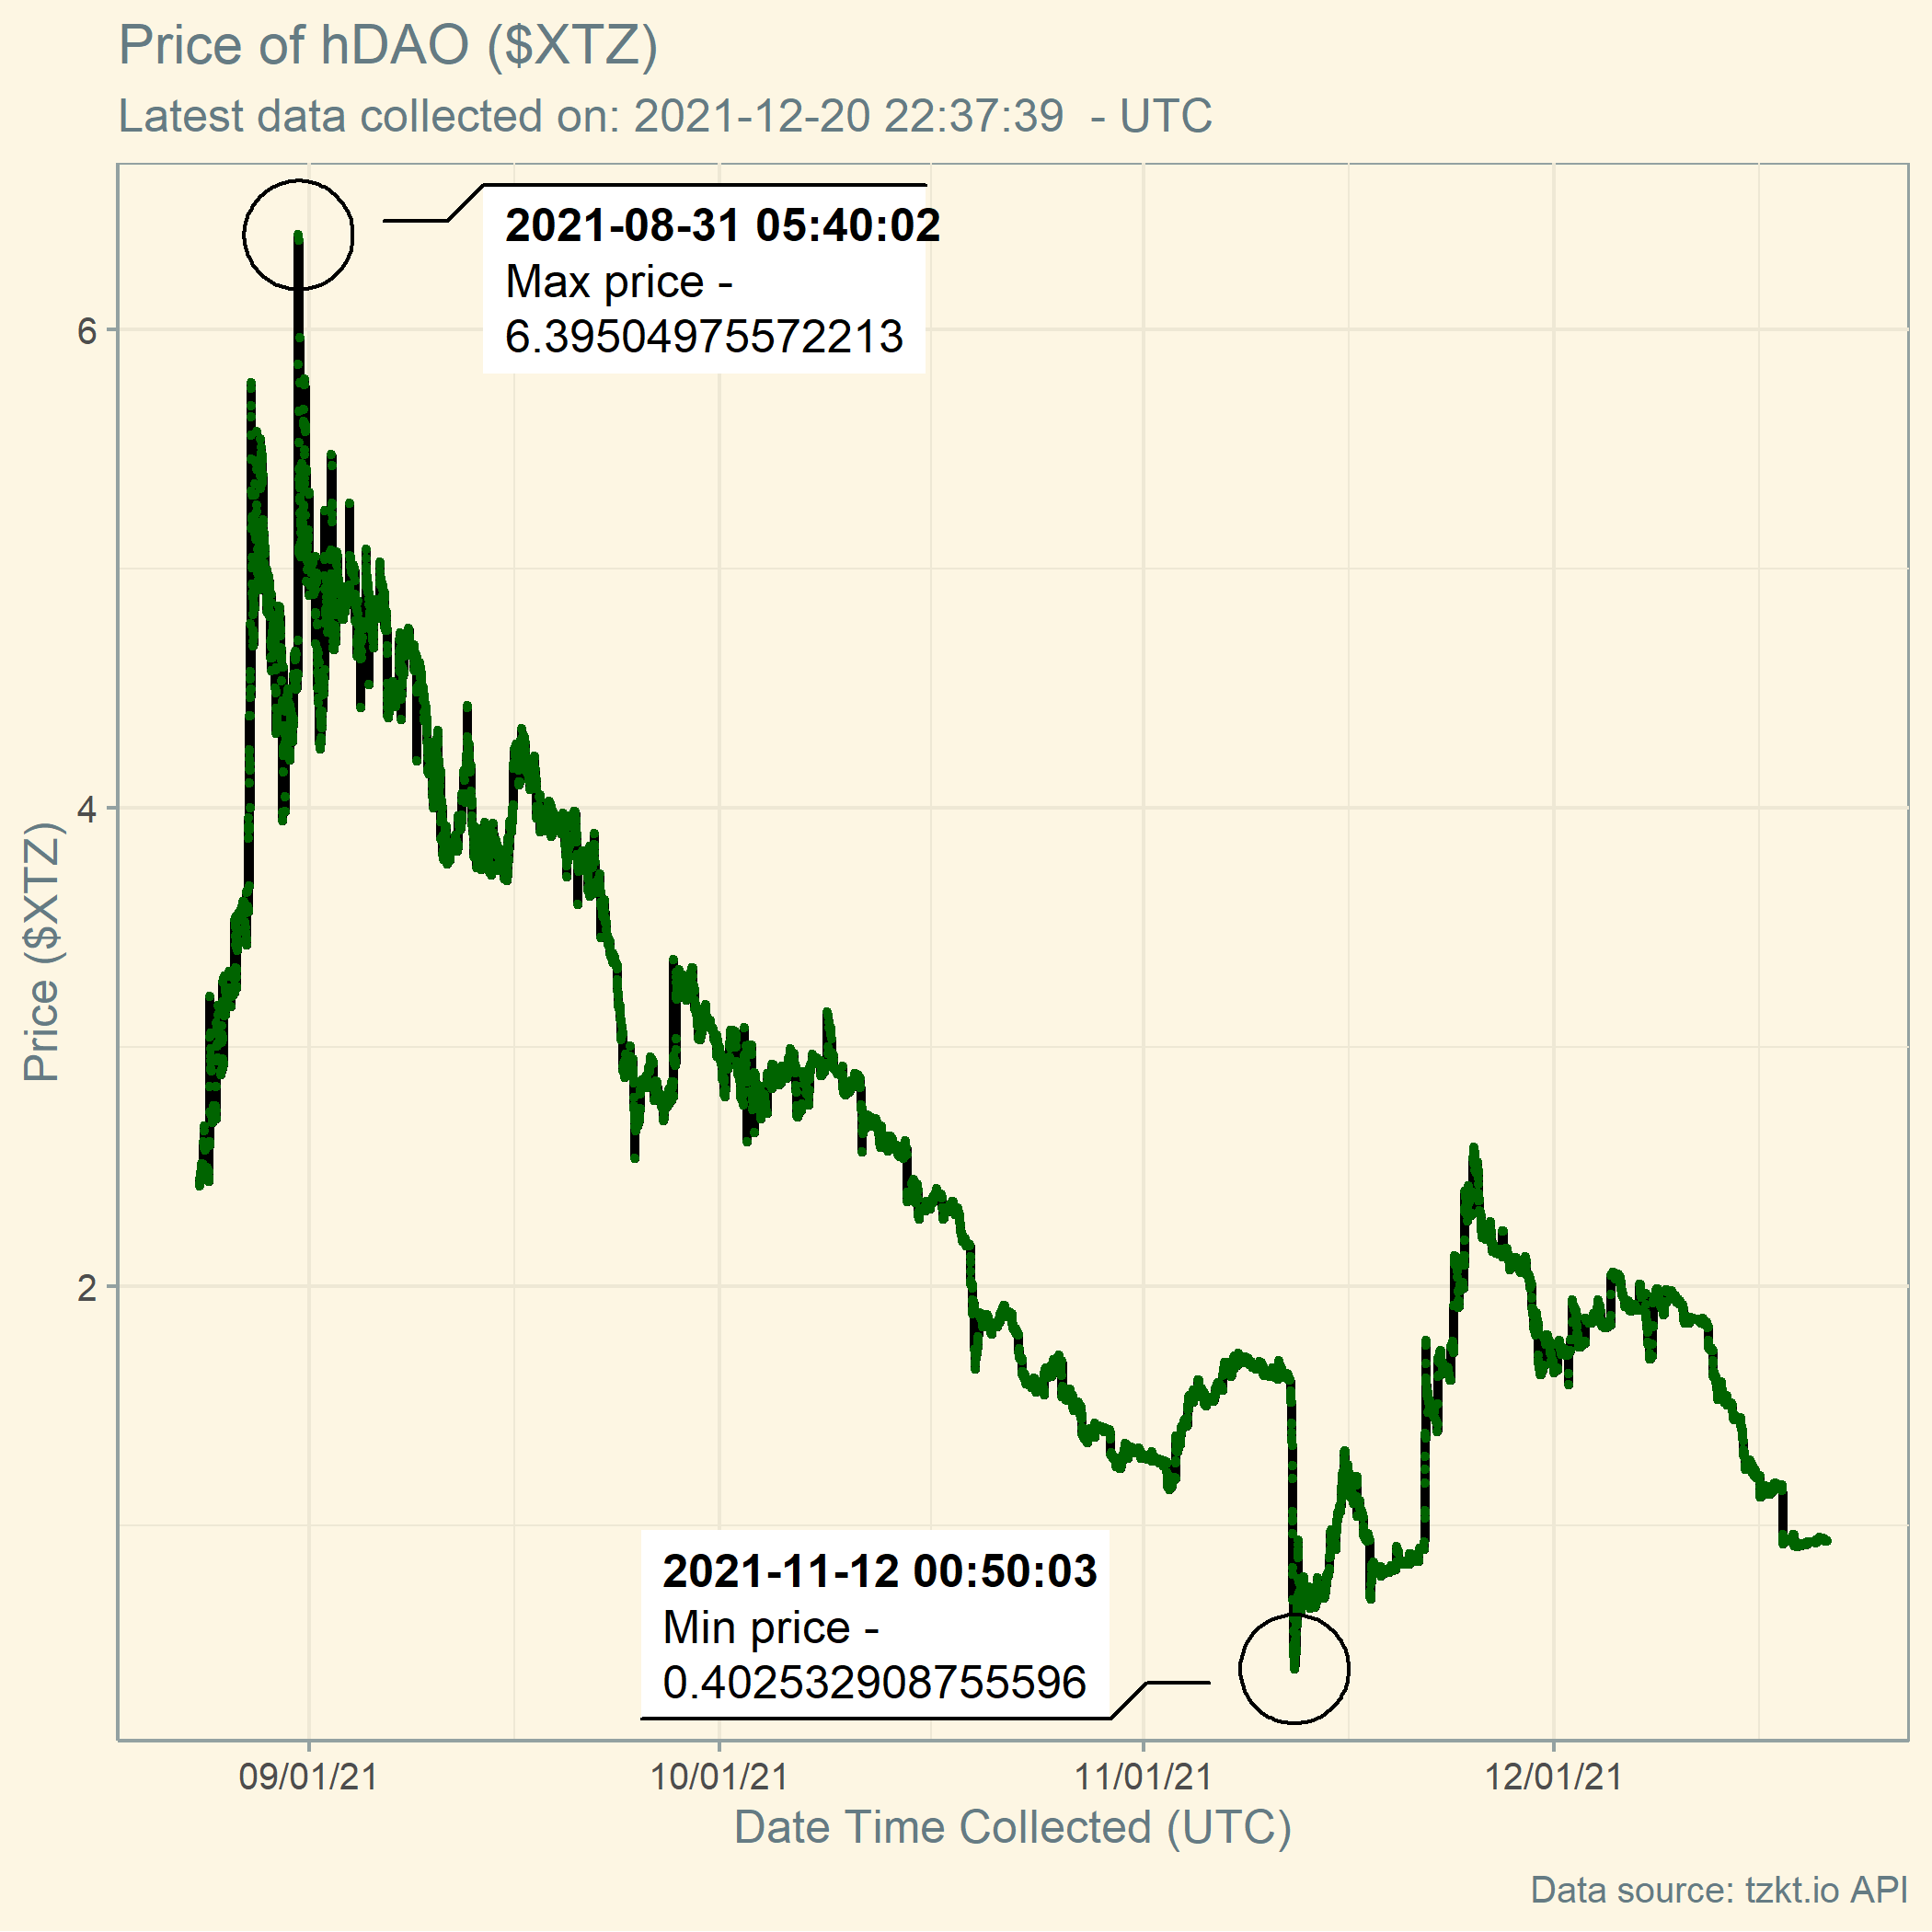 Price of hDAO ($XTZ)
Latest data collected on: 2021-12-20 22:37:39  - UTC
2021-08-31 05:40:02
Max price -
6.39504975572213
6
4
2
Price ($XTZ)
2021-11-12 00:50:03
Min price -
0.402532908755596
09/01/21
10/01/21
11/01/21
12/01/21
Date Time Collected (UTC)
Data source: tzkt.io API